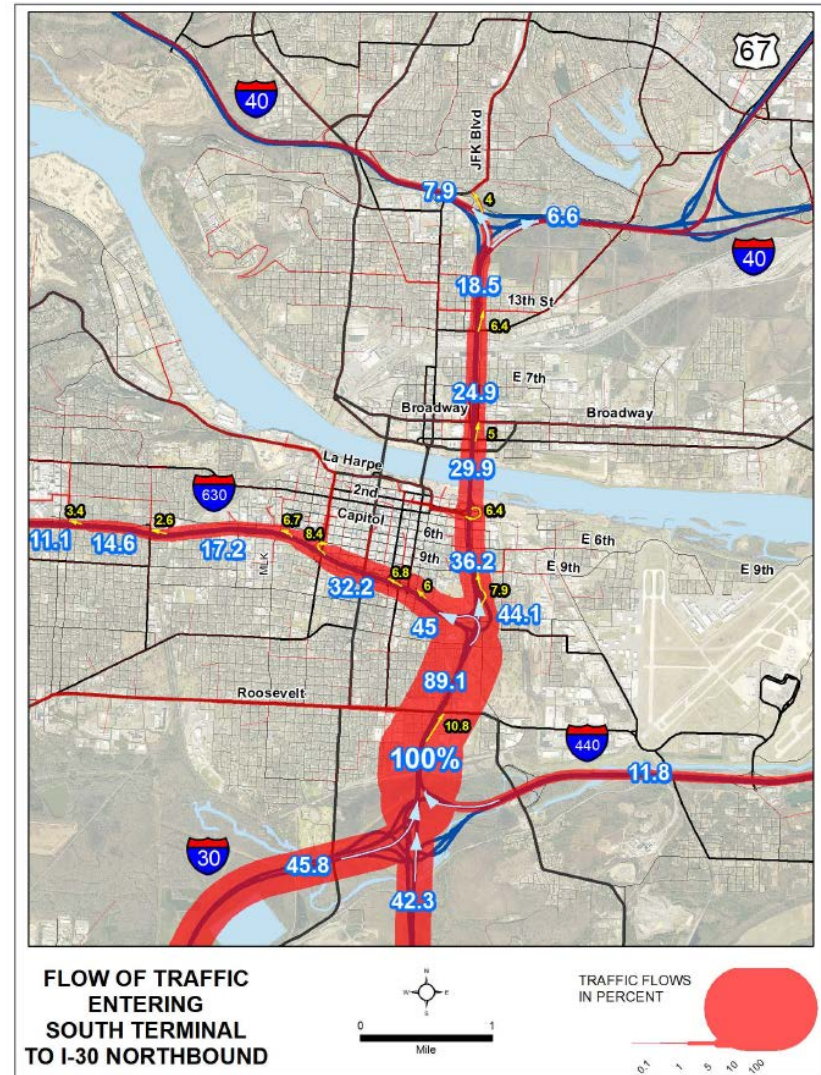 67
40
JFK Blvd
7.9
4
6.6
40
18.5
13th St
6.4
24.9
E 7th
Broadway
Broadway
5
29.9
La Harpe
630
2nd
Capitol
6.4
3.4
2.6
6.7
8.4
6th
E 6th
11.1
14.6
17.2
MLK
9th
36.2
E 9th
E 9th
32.2
6.8
6
7.9
45
44.1
89.1
Roosevelt
10.8
440
100%
11.8
30
45.8
42.3
FLOW OF TRAFFIC
ENTERING
SOUTH TERMINAL
TO I-30 NORTHBOUND
N
W
E
S
0
1
Mile
TRAFFIC FLOWS
IN PERCENT
0.1
1
5
10
100